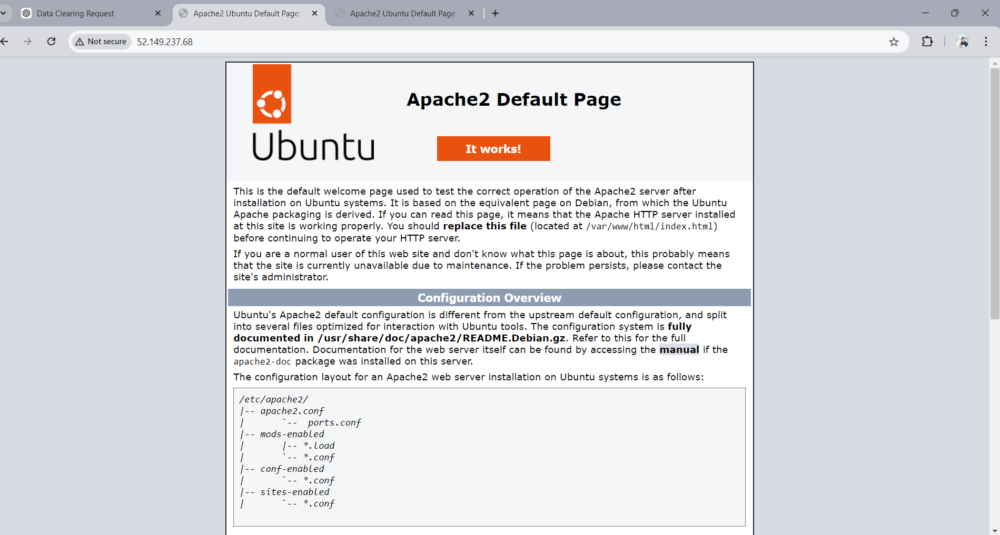 Data Clearing Request
Apache2 Ubuntu Default Page:
Apache2 Ubuntu Default Page:
Not secure
52.149.237.68
Ubuntu
Apache2 Default Page
It works!
This is the default welcome page used to test the correct operation of the Apache2 server after
installation on Ubuntu systems. It is based on the equivalent page on Debian, from which the Ubuntu
Apache packaging is derived. If you can read this page, it means that the Apache HTTP server installed
at this site is working properly. You should replace this file (located at /var/www/html/index.html)
before continuing to operate your HTTP server.
If you are a normal user of this web site and don't know what this page is about, this probably means
that the site is currently unavailable due to maintenance. If the problem persists, please contact the
site's administrator.
Configuration Overview
Ubuntu's Apache2 default configuration is different from the upstream default configuration, and split
into several files optimized for interaction with Ubuntu tools. The configuration system is fully
documented in /usr/share/doc/apache2/README.Debian.gz. Refer to this for the full
documentation. Documentation for the web server itself can be found by accessing the manual if the
apache2-doc package was installed on this server.
The configuration layout for an Apache2 web server installation on Ubuntu systems is as follows:
/etc/apache2/
|-- apache2.conf
|       `--  ports.conf
|-- mods-enabled
|       |-- *.load
|       `-- *.conf
|-- conf-enabled
|       `-- *.conf
|-- sites-enabled
|       `-- *.conf